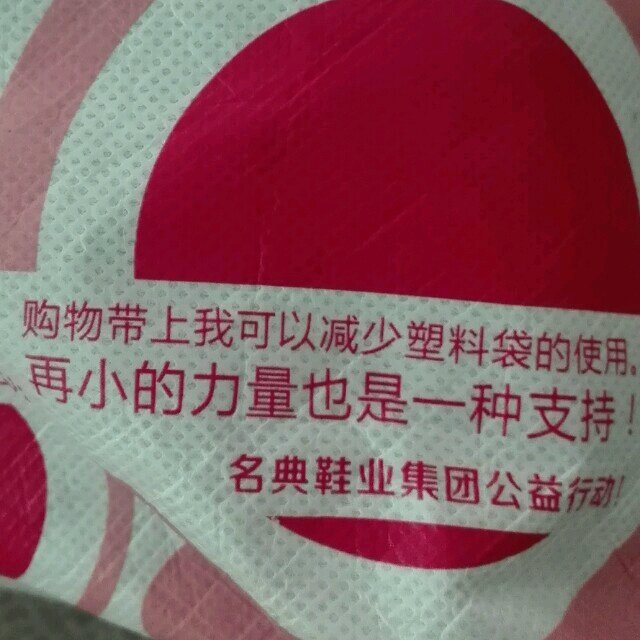 购物带上我可以减少塑料袋的使用。
再小的力量也是一种支持！
名典鞋业集团公益行动！